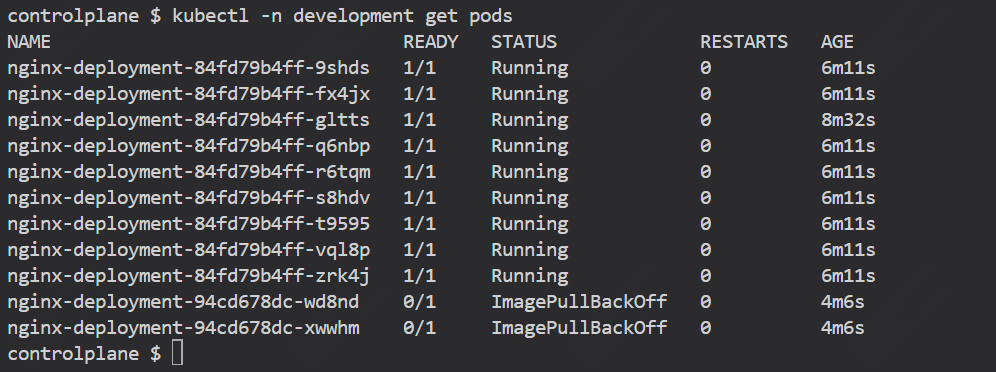 controlplane $ kubectl -n development get pods
NAME READY STATUS RESTARTS AGE
nginx-deployment-84fd79b4ff-9shds 1/1 Running 0 6m11s
nginx-deployment-84fd79b4ff-fx4jx 1/1 Running 0 6m11s
nginx-deployment-84fd79b4ff-gltts 1/1 Running 0 8m32s
nginx-deployment-84fd79b4ff-q6nbp 1/1 Running 0 6m11s
nginx-deployment-84fd79b4ff-r6tqm 1/1 Running 0 6m11s
nginx-deployment-84fd79b4ff-s8hdv 1/1 Running 0 6m11s
nginx-deployment-84fd79b4ff-t9595 1/1 Running 0 6m11s
nginx-deployment-84fd79b4ff-vql8p 1/1 Running 0 6m11s
nginx-deployment-84fd79b4ff-zrk4j 1/1 Running 0 6m11s
nginx-deployment-94cd678dc-wd8nd 0/1 ImagePullBackOff 0 4m6s
nginx-deployment-94cd678dc-xwwhm 0/1 ImagePullBackOff 0 4m6s
controlplane $